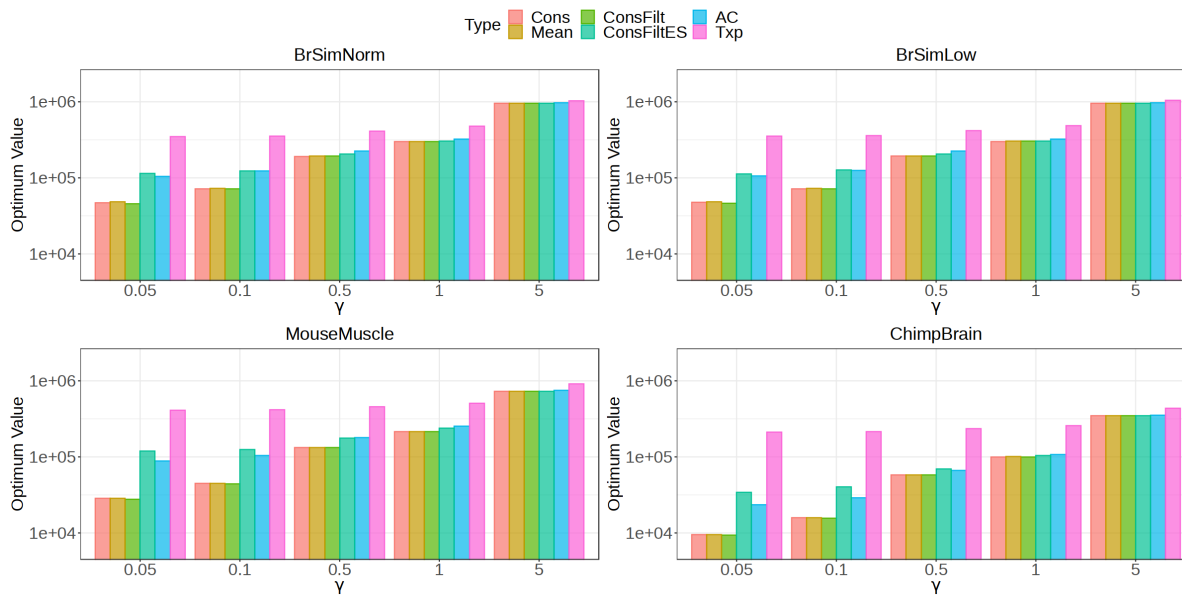 Type Cons ConsFilt AC
Mean ConsFiltES Txp
BrSimNorm BrSimLow
1e+06 1e+06
1e+05 1e+05
1e+04 1e+04
Optimum Value Optimum Value
0.05 0.1 0.5 1 5 0.05 0.1 0.5 1 5
γ γ
MouseMuscle ChimpBrain
1e+06 1e+06
1e+05 1e+05
1e+04 1e+04
Optimum Value Optimum Value
0.05 0.1 0.5 1 5 0.05 0.1 0.5 1 5
γ γ